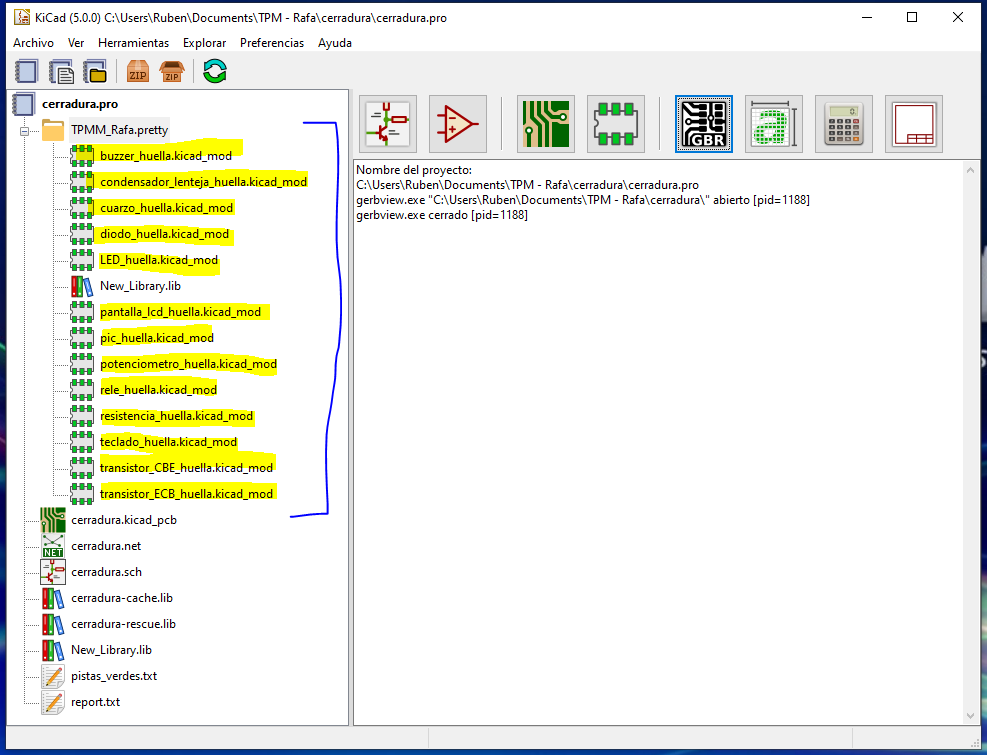 KiCad (5.0.0) C:\Users\Ruben\Documents\TPM - Rafa\cerradura\cerradura.pro
Archivo Ver Herramientas Explorar Preferencias Ayuda
ZIP ZIP
cerradura.pro
TPMM_Rafa.pretty
buzzer_huella.kicad_mod
condensador_lenteja_huella.kicad_mod
cuarzo_huella.kicad_mod
diodo_huella.kicad_mod
LED_huella.kicad_mod
New_Library.lib
pantalla_lcd_huella.kicad_mod
pic_huella.kicad_mod
potenciometro_huella.kicad_mod
rele_huella.kicad_mod
resistencia_huella.kicad_mod
teclado_huella.kicad_mod
transistor_CBE_huella.kicad_mod
transistor_ECB_huella.kicad_mod
cerradura.kicad_pcb
NET cerradura.net
cerradura.sch
cerradura-cache.lib
cerradura-rescue.lib
New_Library.lib
pistas_verdes.txt
report.txt
GBR a
Nombre del proyecto:
C:\Users\Ruben\Documents\TPM - Rafa\cerradura\cerradura.pro
gerbview.exe "C:\Users\Ruben\Documents\TPM - Rafa\cerradura\" abierto [pid=1188]
gerbview.exe cerrado [pid=1188]